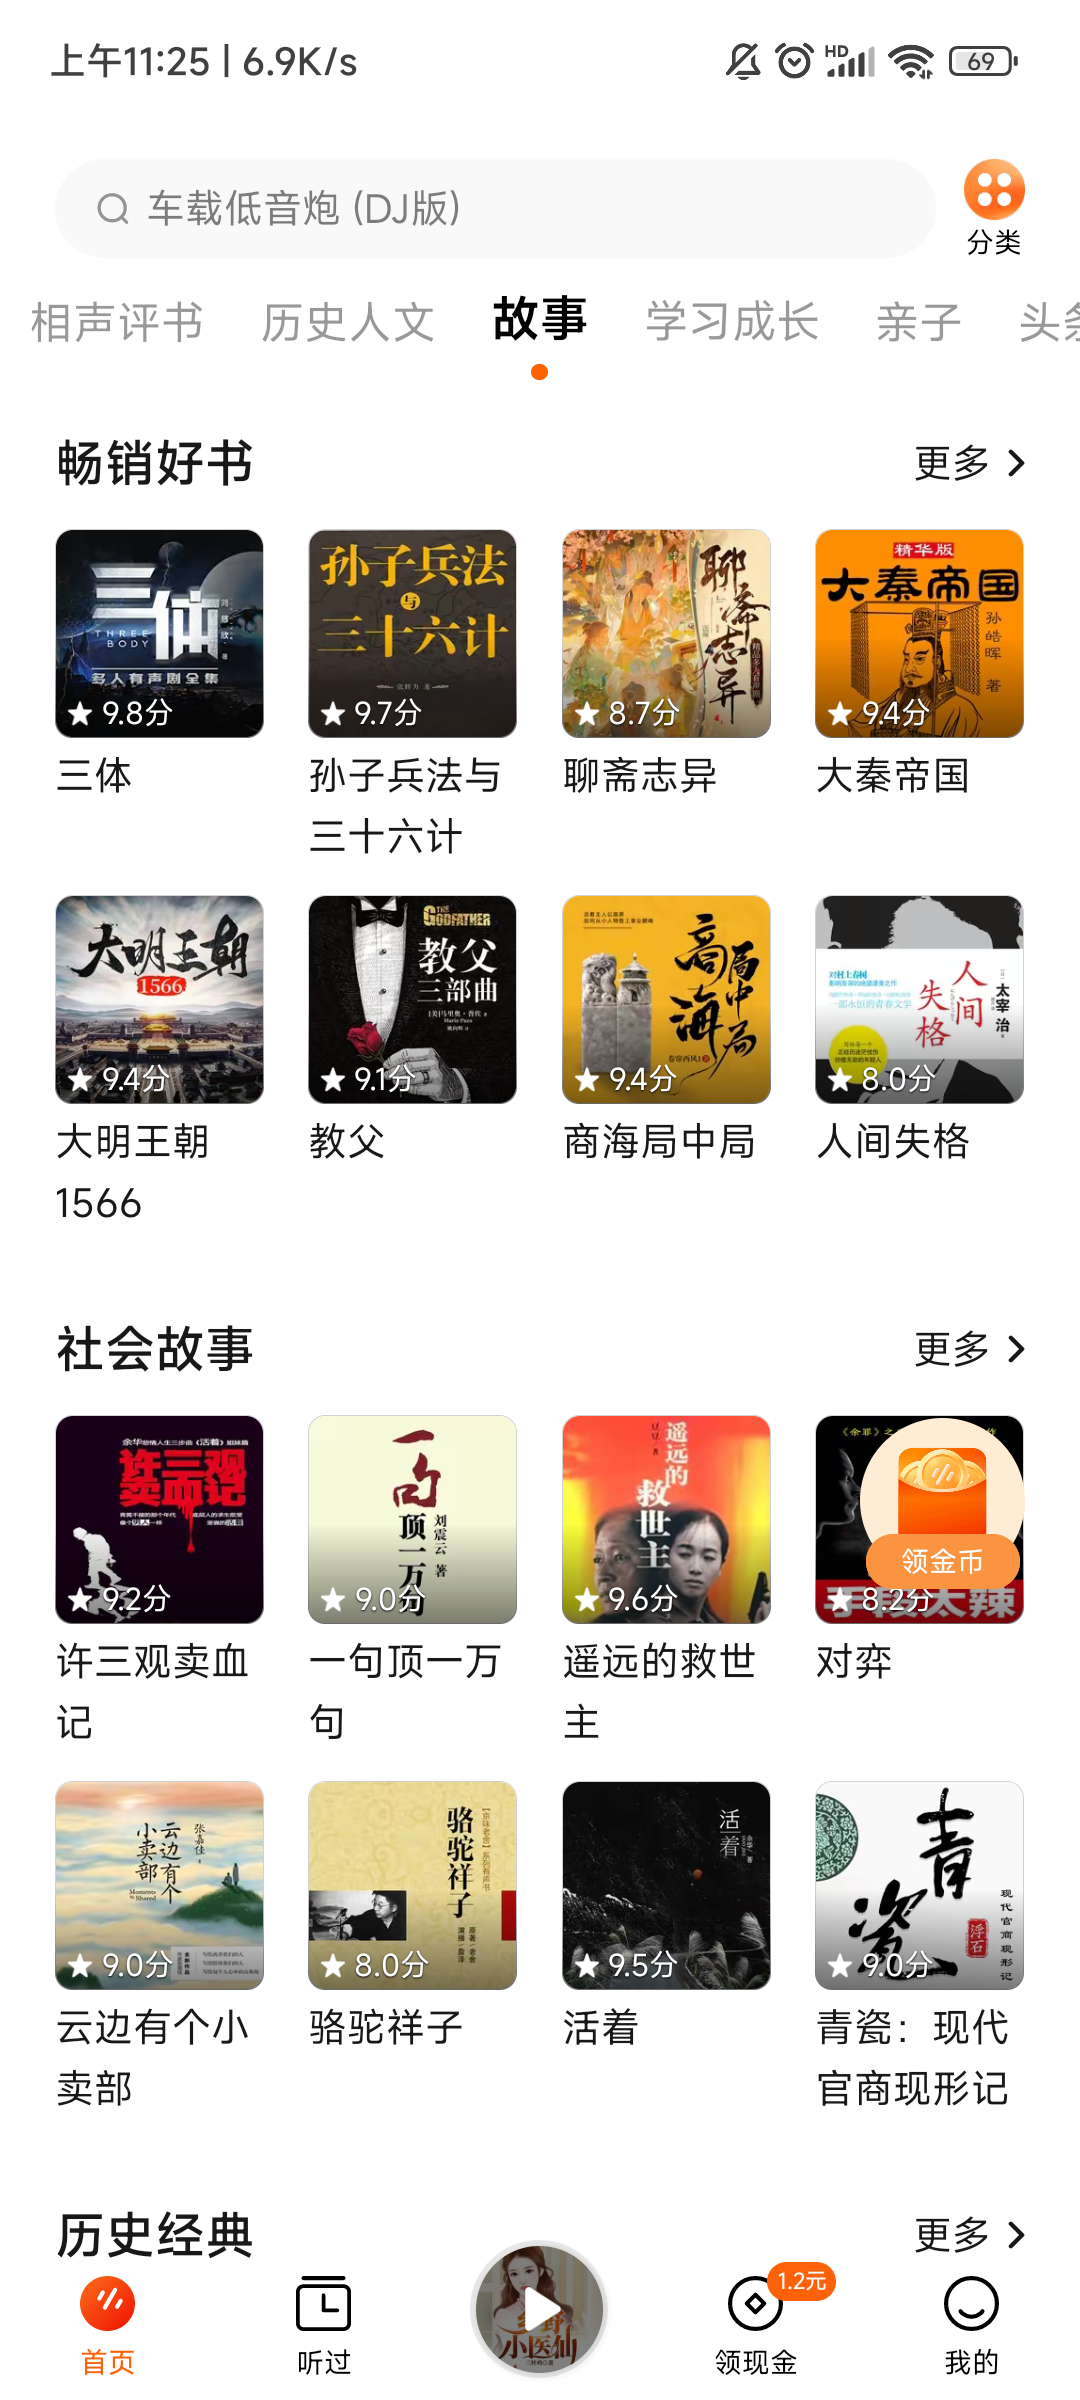 上午11:25 | 6.9K/s
HD
69
车载低音炮 (DJ版)
分类
相声评书 历史人文 故事 学习成长 亲子 头条
畅销好书
更多
三体
THREE
BODY
多人有声剧全集
9.8分
孙子兵法
与
三十六计
9.7分
聊斋志异
8.7分
精华版
大秦帝国
孙皓晖 著
9.4分
三体
孙子兵法与
三十六计
聊斋志异
大秦帝国
大明王朝
1566
9.4分
THE
GODFATHER
教父
三部曲
9.1分
商海局中局
9.4分
人间
失格
太宰治
8.0分
大明王朝
1566
教父
商海局中局
人间失格
社会故事
更多
许三观
卖血记
9.2分
一句
顶一万
刘震云 著
9.0分
遥远的
救世主
9.6分
《余罪》之
作
领金币
8.2分
许三观卖血
记
一句顶一万
句
遥远的救世
主
对弈
云边有个
小卖部
张嘉佳
9.0分
骆驼祥子
8.0分
活着
9.5分
青瓷
现代官商现形记
浮石
9.0分
云边有个小
卖部
骆驼祥子
活着
青瓷：现代
官商现形记
历史经典
更多
首页
听过
小医仙
1.2元
领现金
我的